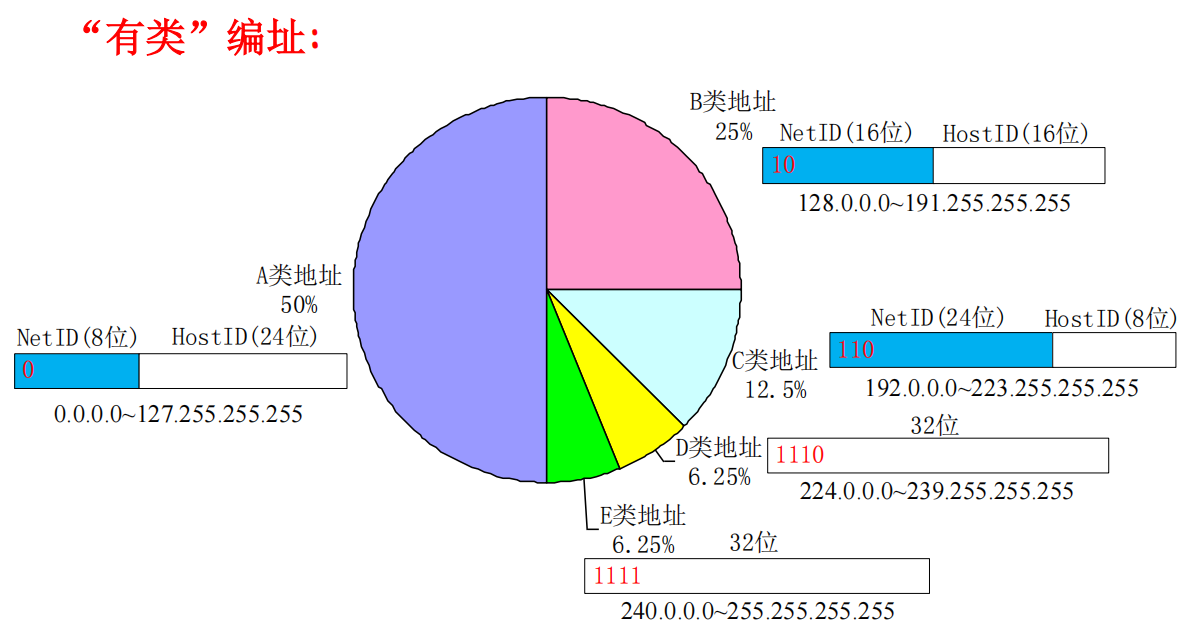 “有类”编址:
B类地址
25%
NetID(16位) HostID(16位)
10
128.0.0.0~191.255.255.255
A类地址
50%
NetID(8位) HostID(24位)
0
0.0.0.0~127.255.255.255
C类地址
12.5%
NetID(24位) HostID(8位)
110
192.0.0.0~223.255.255.255
D类地址
6.25%
32位
1110
224.0.0.0~239.255.255.255
E类地址
6.25%
32位
1111
240.0.0.0~255.255.255.255